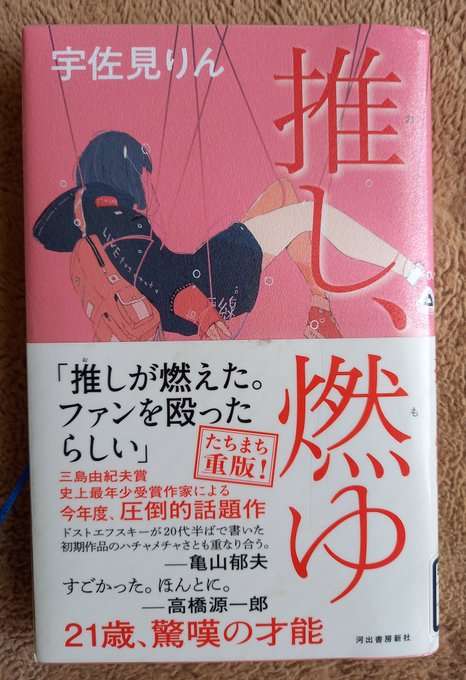 宇佐見りん
推し、燃ゆ
お
も
LIVE
「推しが燃えた。
お
ファンを殴った
らしい」
たちまち
重版!
三島由紀夫賞
史上最年少受賞作家による
今年度、圧倒的話題作
ドストエフスキーが20代半ばで書いた
初期作品のハチャメチャさとも重なり合う。
──亀山郁夫
すごかった。ほんとに。
──高橋源一郎
21歳、驚嘆の才能
河出書房新社